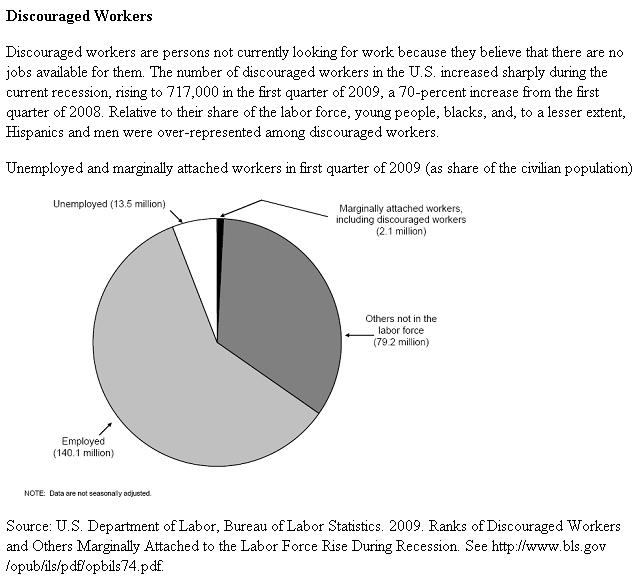 Discouraged Workers
Discouraged workers are persons not currently looking for work because they believe that there are no
jobs available for them. The number of discouraged workers in the U.S. increased sharply during the
current recession, rising to 717,000 in the first quarter of 2009, a 70-percent increase from the first
quarter of 2008. Relative to their share of the labor force, young people, blacks, and, to a lesser extent,
Hispanics and men were over-represented among discouraged workers.
Unemployed and marginally attached workers in first quarter of 2009 (as share of the civilian population)
Unemployed (13.5 million)
Marginally attached workers,
including discouraged workers
(2.1 million)
Others not in the
labor force
(79.2 million)
Employed
(140.1 million)
NOTE: Data are not seasonally adjusted.
Source: U.S. Department of Labor, Bureau of Labor Statistics. 2009. Ranks of Discouraged Workers
and Others Marginally Attached to the Labor Force Rise During Recession. See http://www.bls.gov
/opub/ils/pdf/opbils74.pdf.